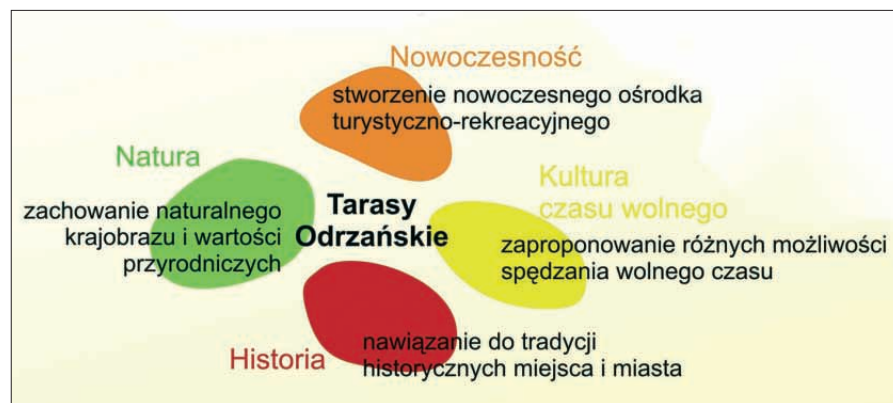 Nowoczesność
stworzenie nowoczesnego ośrodka
turystyczno-rekreacyjnego
Natura
zachowanie naturalnego
krajobrazu i wartości
przyrodniczych
Tarasy
Odrzańskie
Kultura
czasu wolnego
zaproponowanie różnych możliwości
spędzania wolnego czasu
Historia
nawiązanie do tradycji
historycznych miejsca i miasta